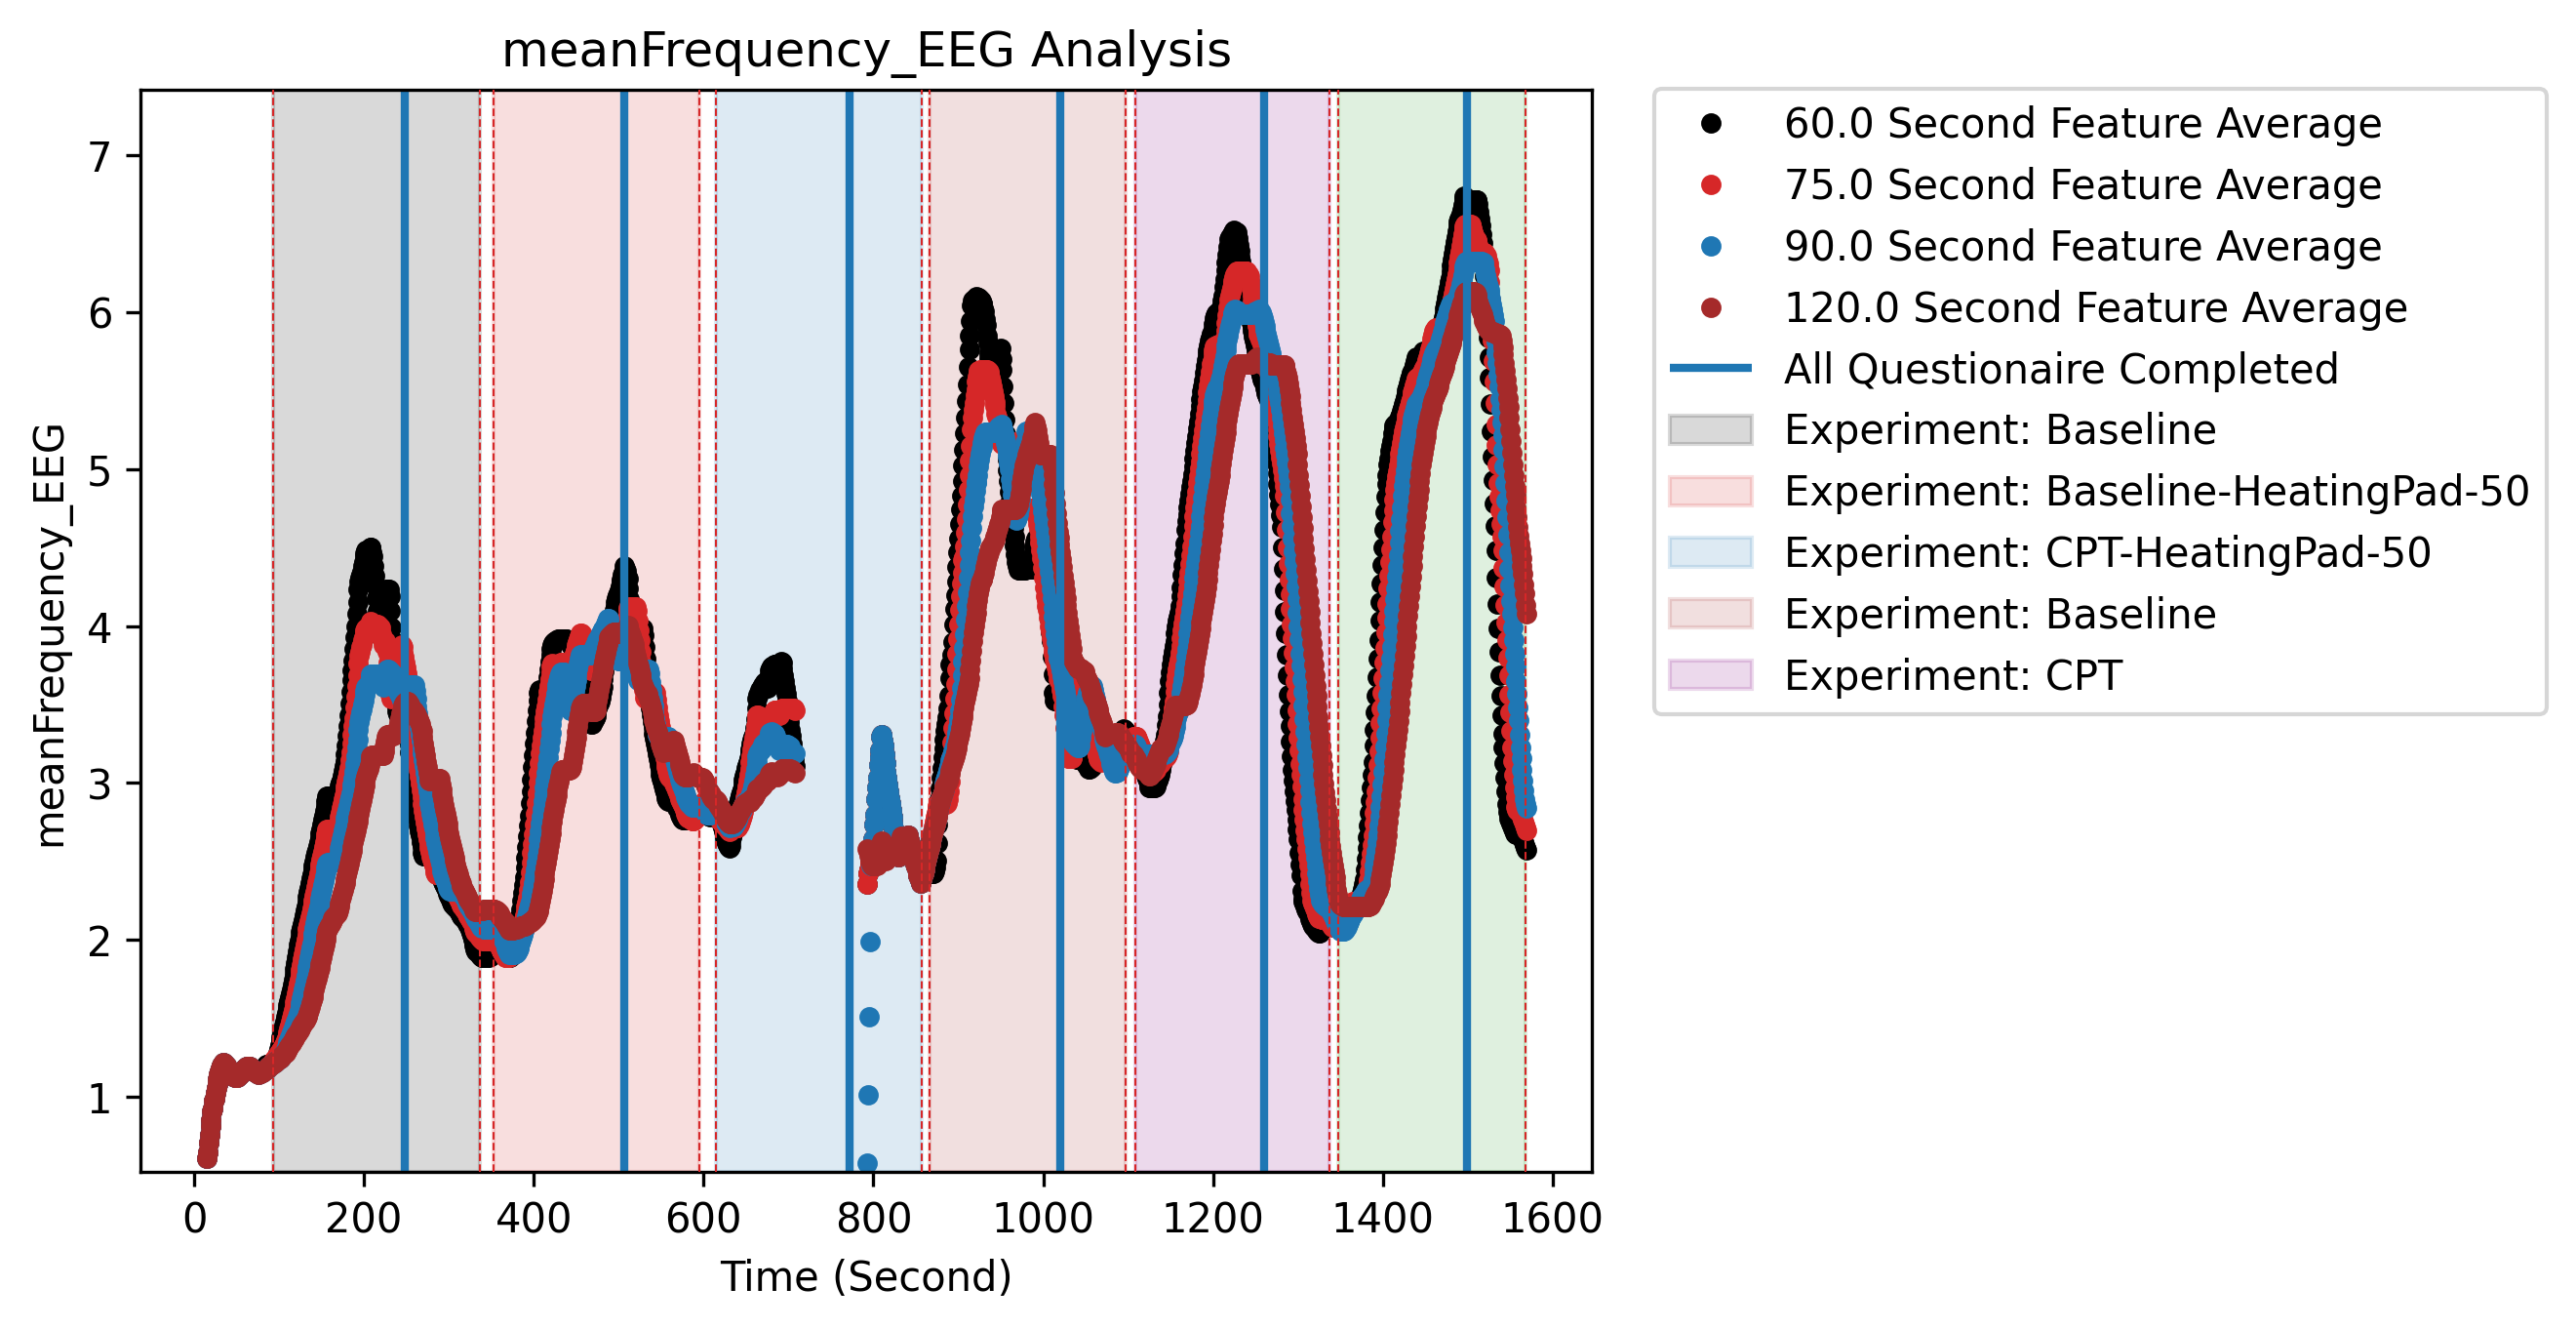 meanFrequency_EEG Analysis
7
6
5
4
3
2
1
meanFrequency_EEG
0 200 400 600 800 1000 1200 1400 1600
Time (Second)
60.0 Second Feature Average
75.0 Second Feature Average
90.0 Second Feature Average
120.0 Second Feature Average
All Questionaire Completed
Experiment: Baseline
Experiment: Baseline-HeatingPad-50
Experiment: CPT-HeatingPad-50
Experiment: Baseline
Experiment: CPT